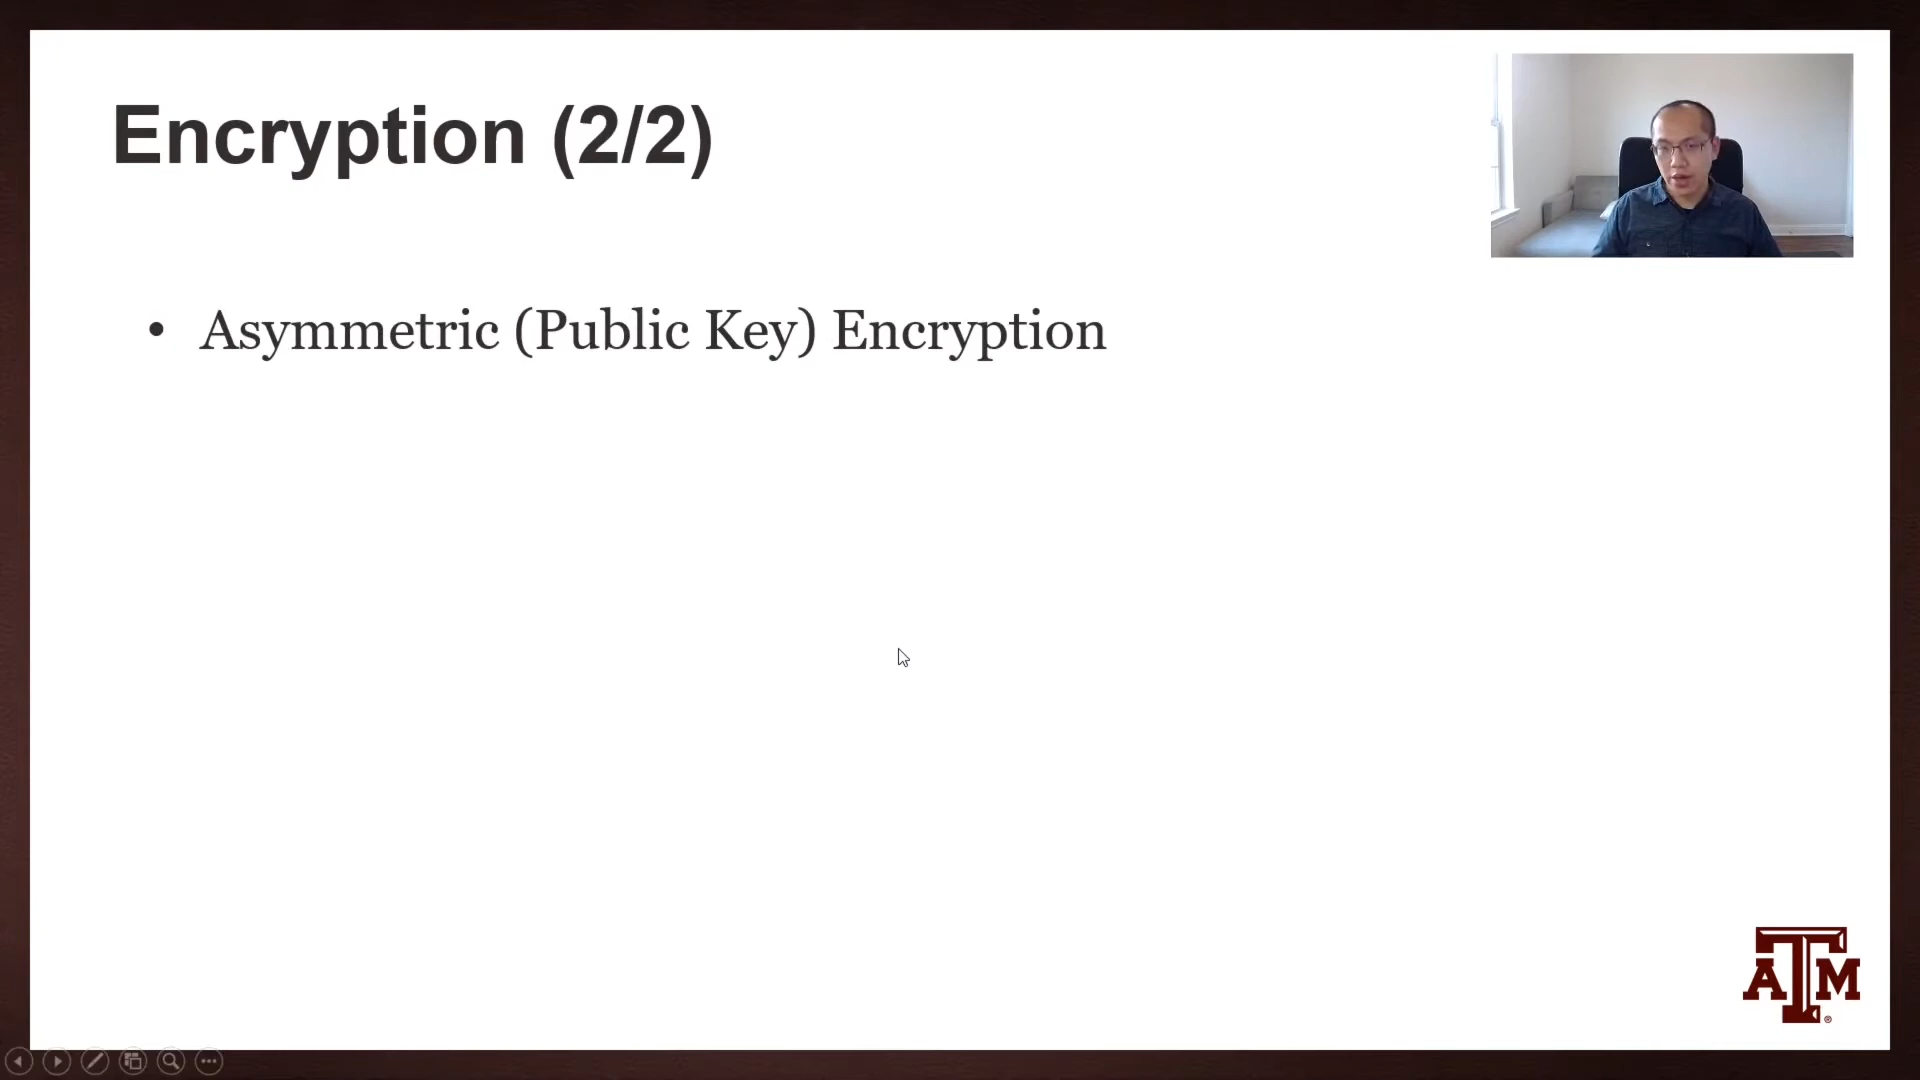 Encryption (2/2)
• Asymmetric (Public Key) Encryption
ATM
®